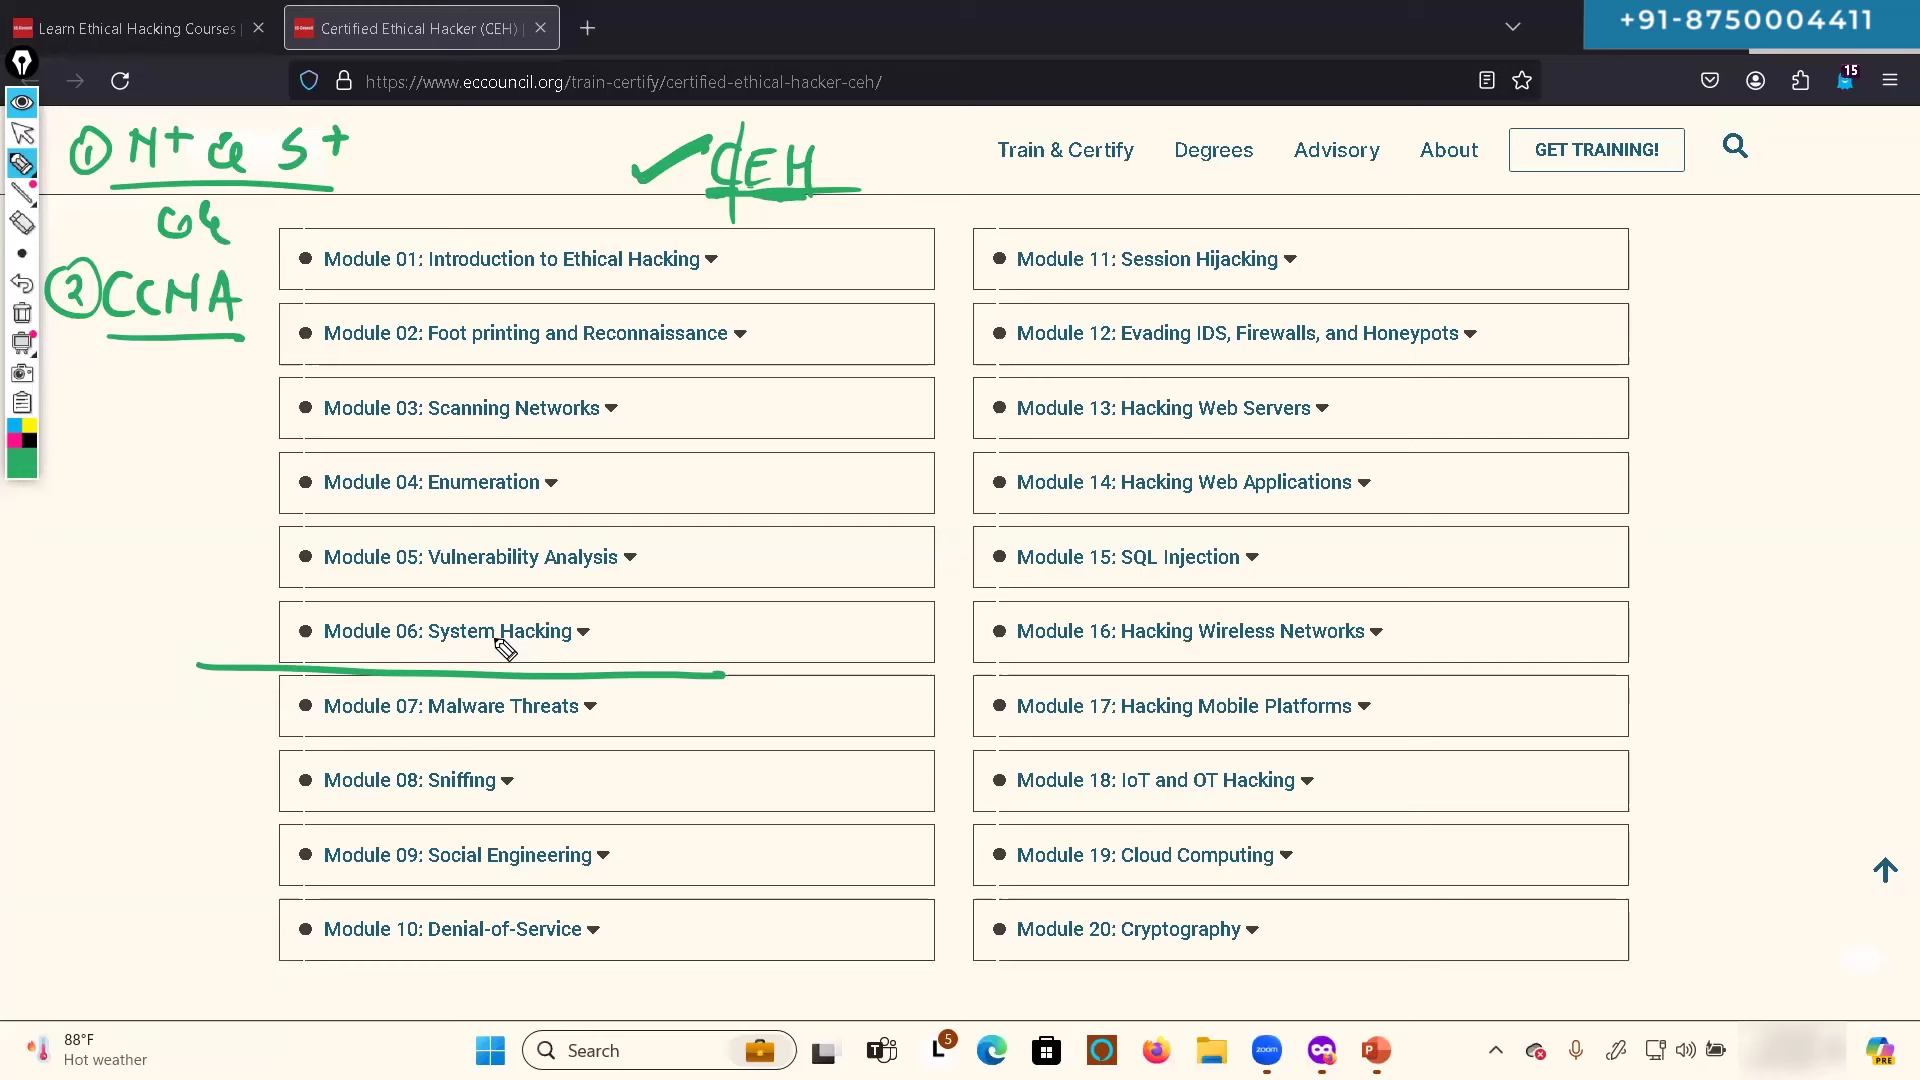 Learn Ethical Hacking Courses |
Certified Ethical Hacker (CEH) |
+91-8750004411
https://www.eccouncil.org/train-certify/certified-ethical-hacker-ceh/
15
① N+ & S+
✓ CEH
Train & Certify
Degrees
Advisory
About
GET TRAINING!
② CCNA
Module 01: Introduction to Ethical Hacking
Module 02: Foot printing and Reconnaissance
Module 03: Scanning Networks
Module 04: Enumeration
Module 05: Vulnerability Analysis
Module 06: System Hacking
Module 07: Malware Threats
Module 08: Sniffing
Module 09: Social Engineering
Module 10: Denial-of-Service
Module 11: Session Hijacking
Module 12: Evading IDS, Firewalls, and Honeypots
Module 13: Hacking Web Servers
Module 14: Hacking Web Applications
Module 15: SQL Injection
Module 16: Hacking Wireless Networks
Module 17: Hacking Mobile Platforms
Module 18: IoT and OT Hacking
Module 19: Cloud Computing
Module 20: Cryptography
88°F
Hot weather
Search
5
zoom
PRE